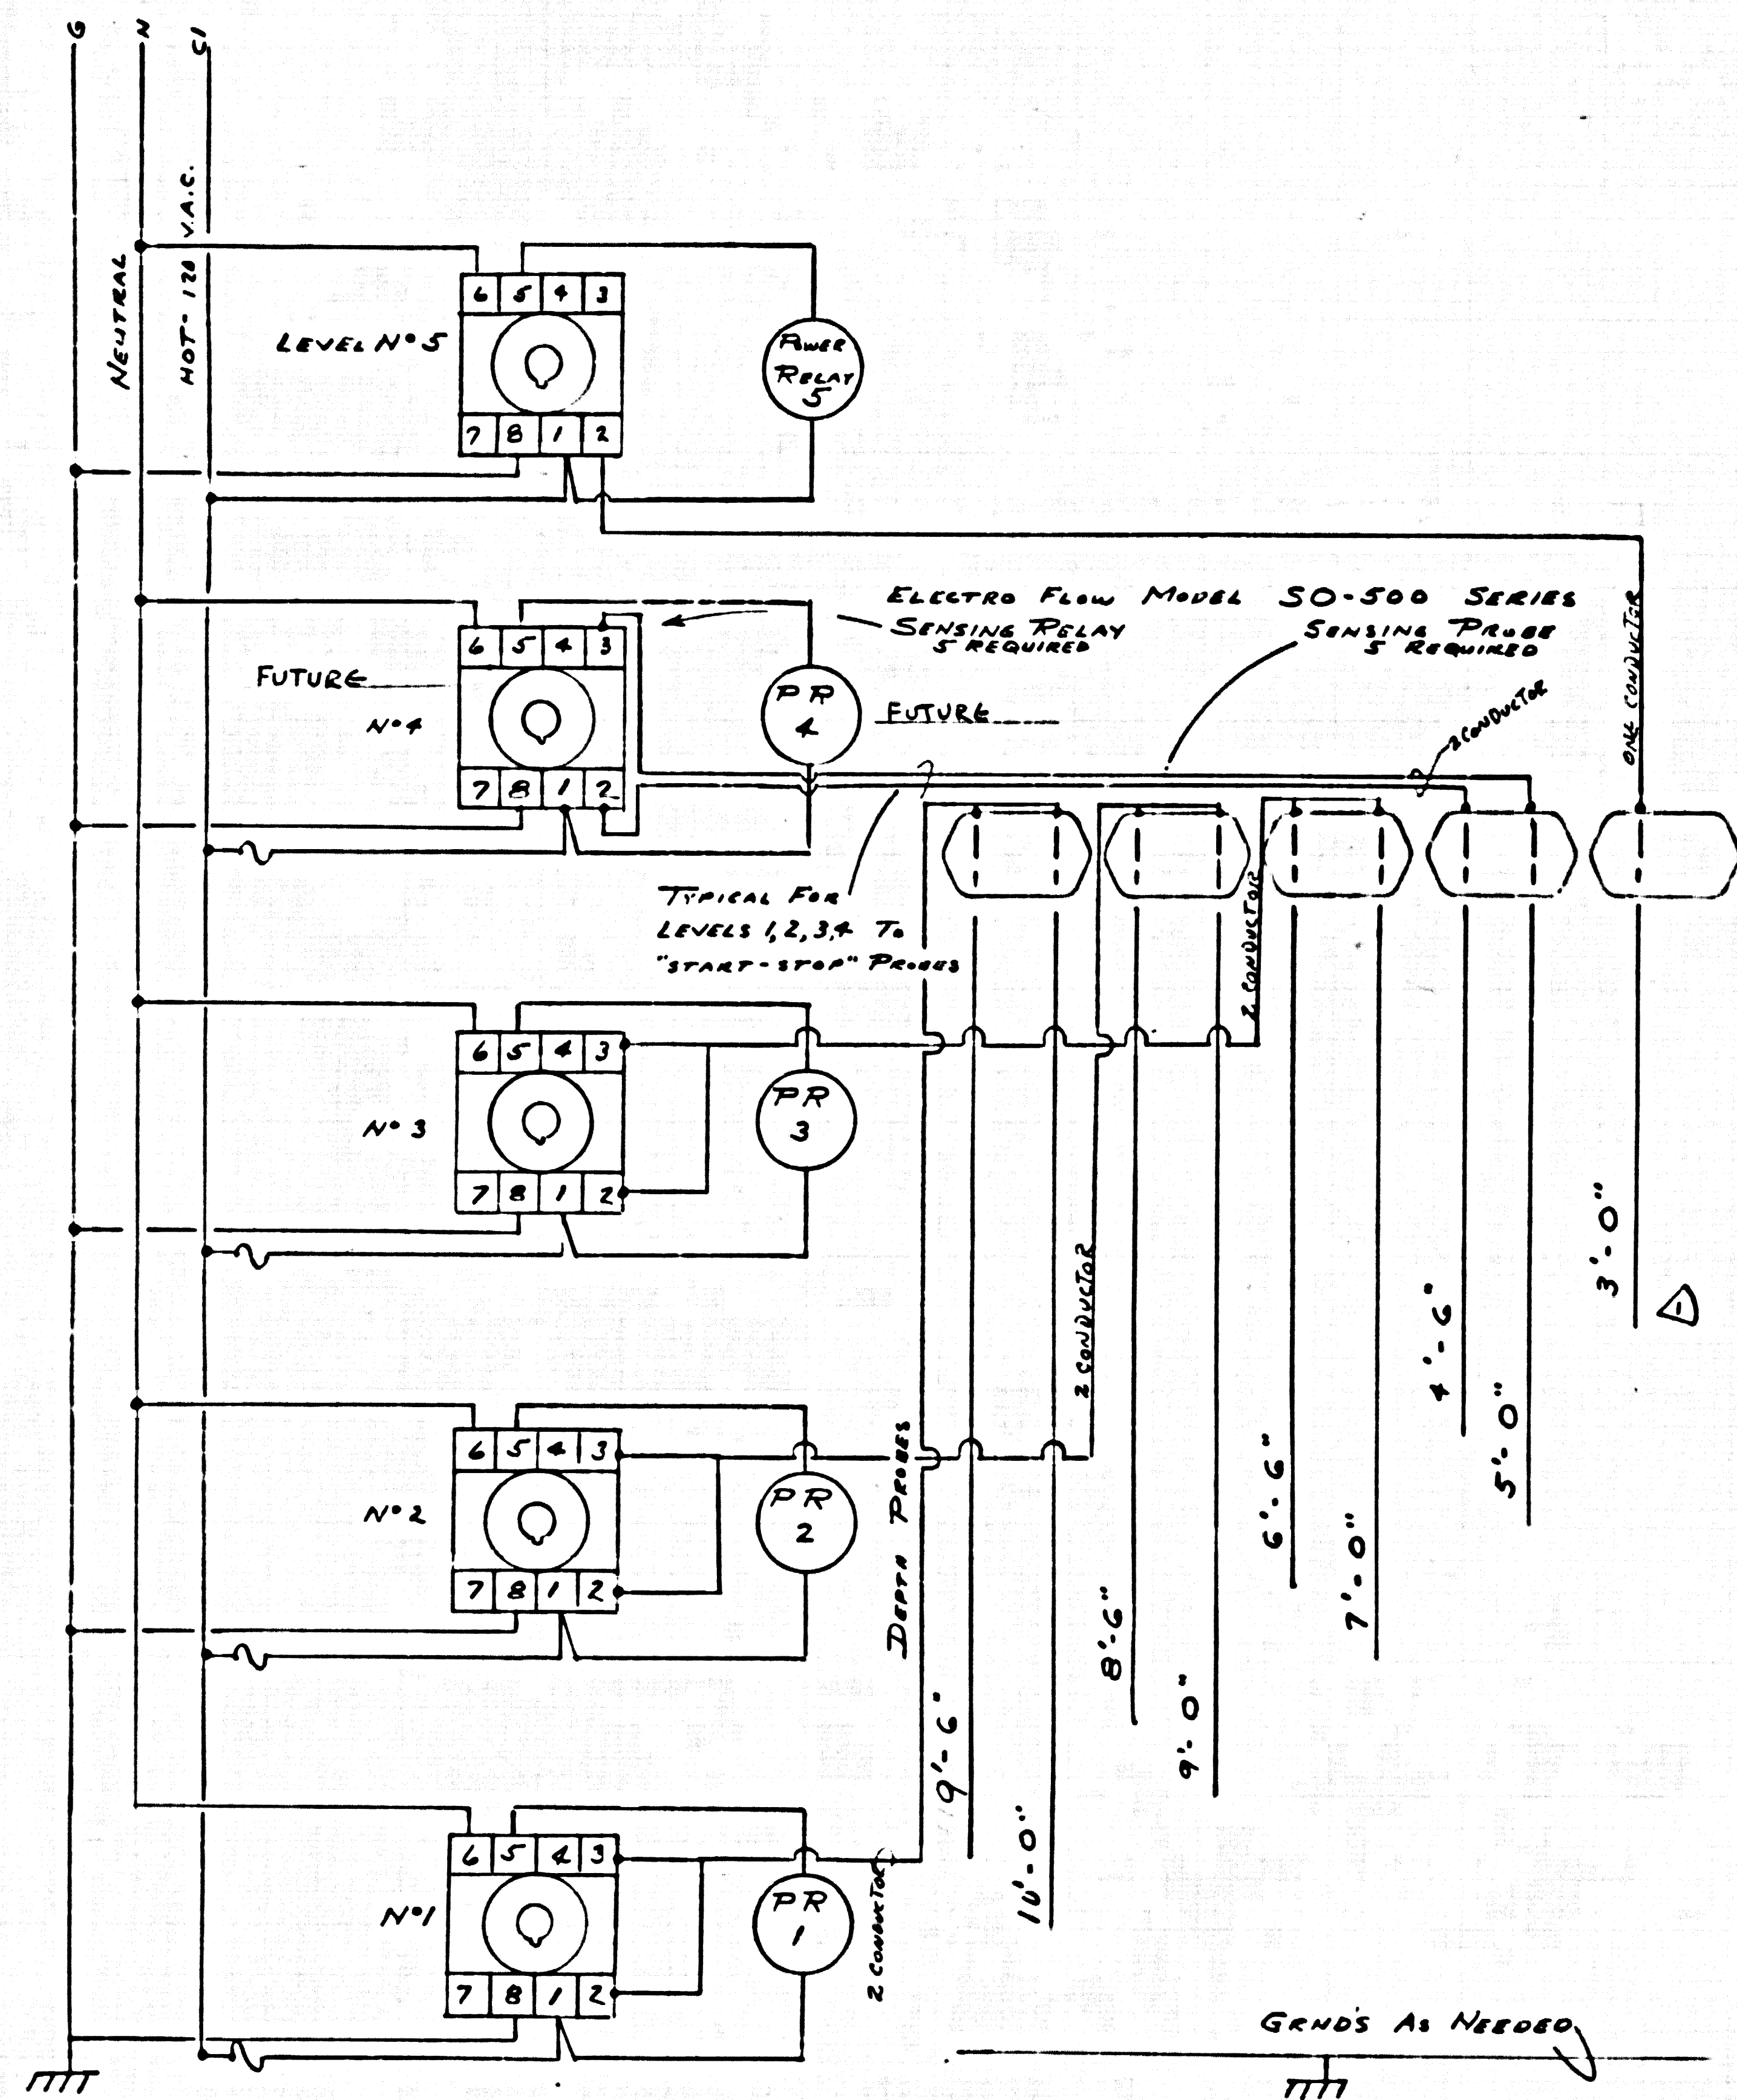 G
N
C1
NEUTRAL
HOT- 120 V.A.C.
6 5 4 3
LEVEL Nº 5
7 8 1 2
POWER
RELAY
5
ELECTRO FLOW MODEL SO-500 SERIES
SENSING RELAY
5 REQUIRED
SENSING PROBE
5 REQUIRED
ONE CONDUCTOR
2 CONDUCTOR
6 5 4 3
FUTURE
Nº 4
7 8 1 2
PR
4
FUTURE
TYPICAL FOR
LEVELS 1, 2, 3, 4 TO
"START-STOP" PROBES
2 CONDUCTOR
6 5 4 3
Nº 3
7 8 1 2
PR
3
2 CONDUCTOR
6 5 4 3
Nº 2
7 8 1 2
PR
2
DEPTH PROBES
9'-6"
10'-0"
8'-6"
9'-0"
6'-6"
7'-0"
4'-6"
5'-0"
3'-0"
1
6 5 4 3
Nº 1
7 8 1 2
PR
1
2 CONDUCTOR
GRND'S AS NEEDED